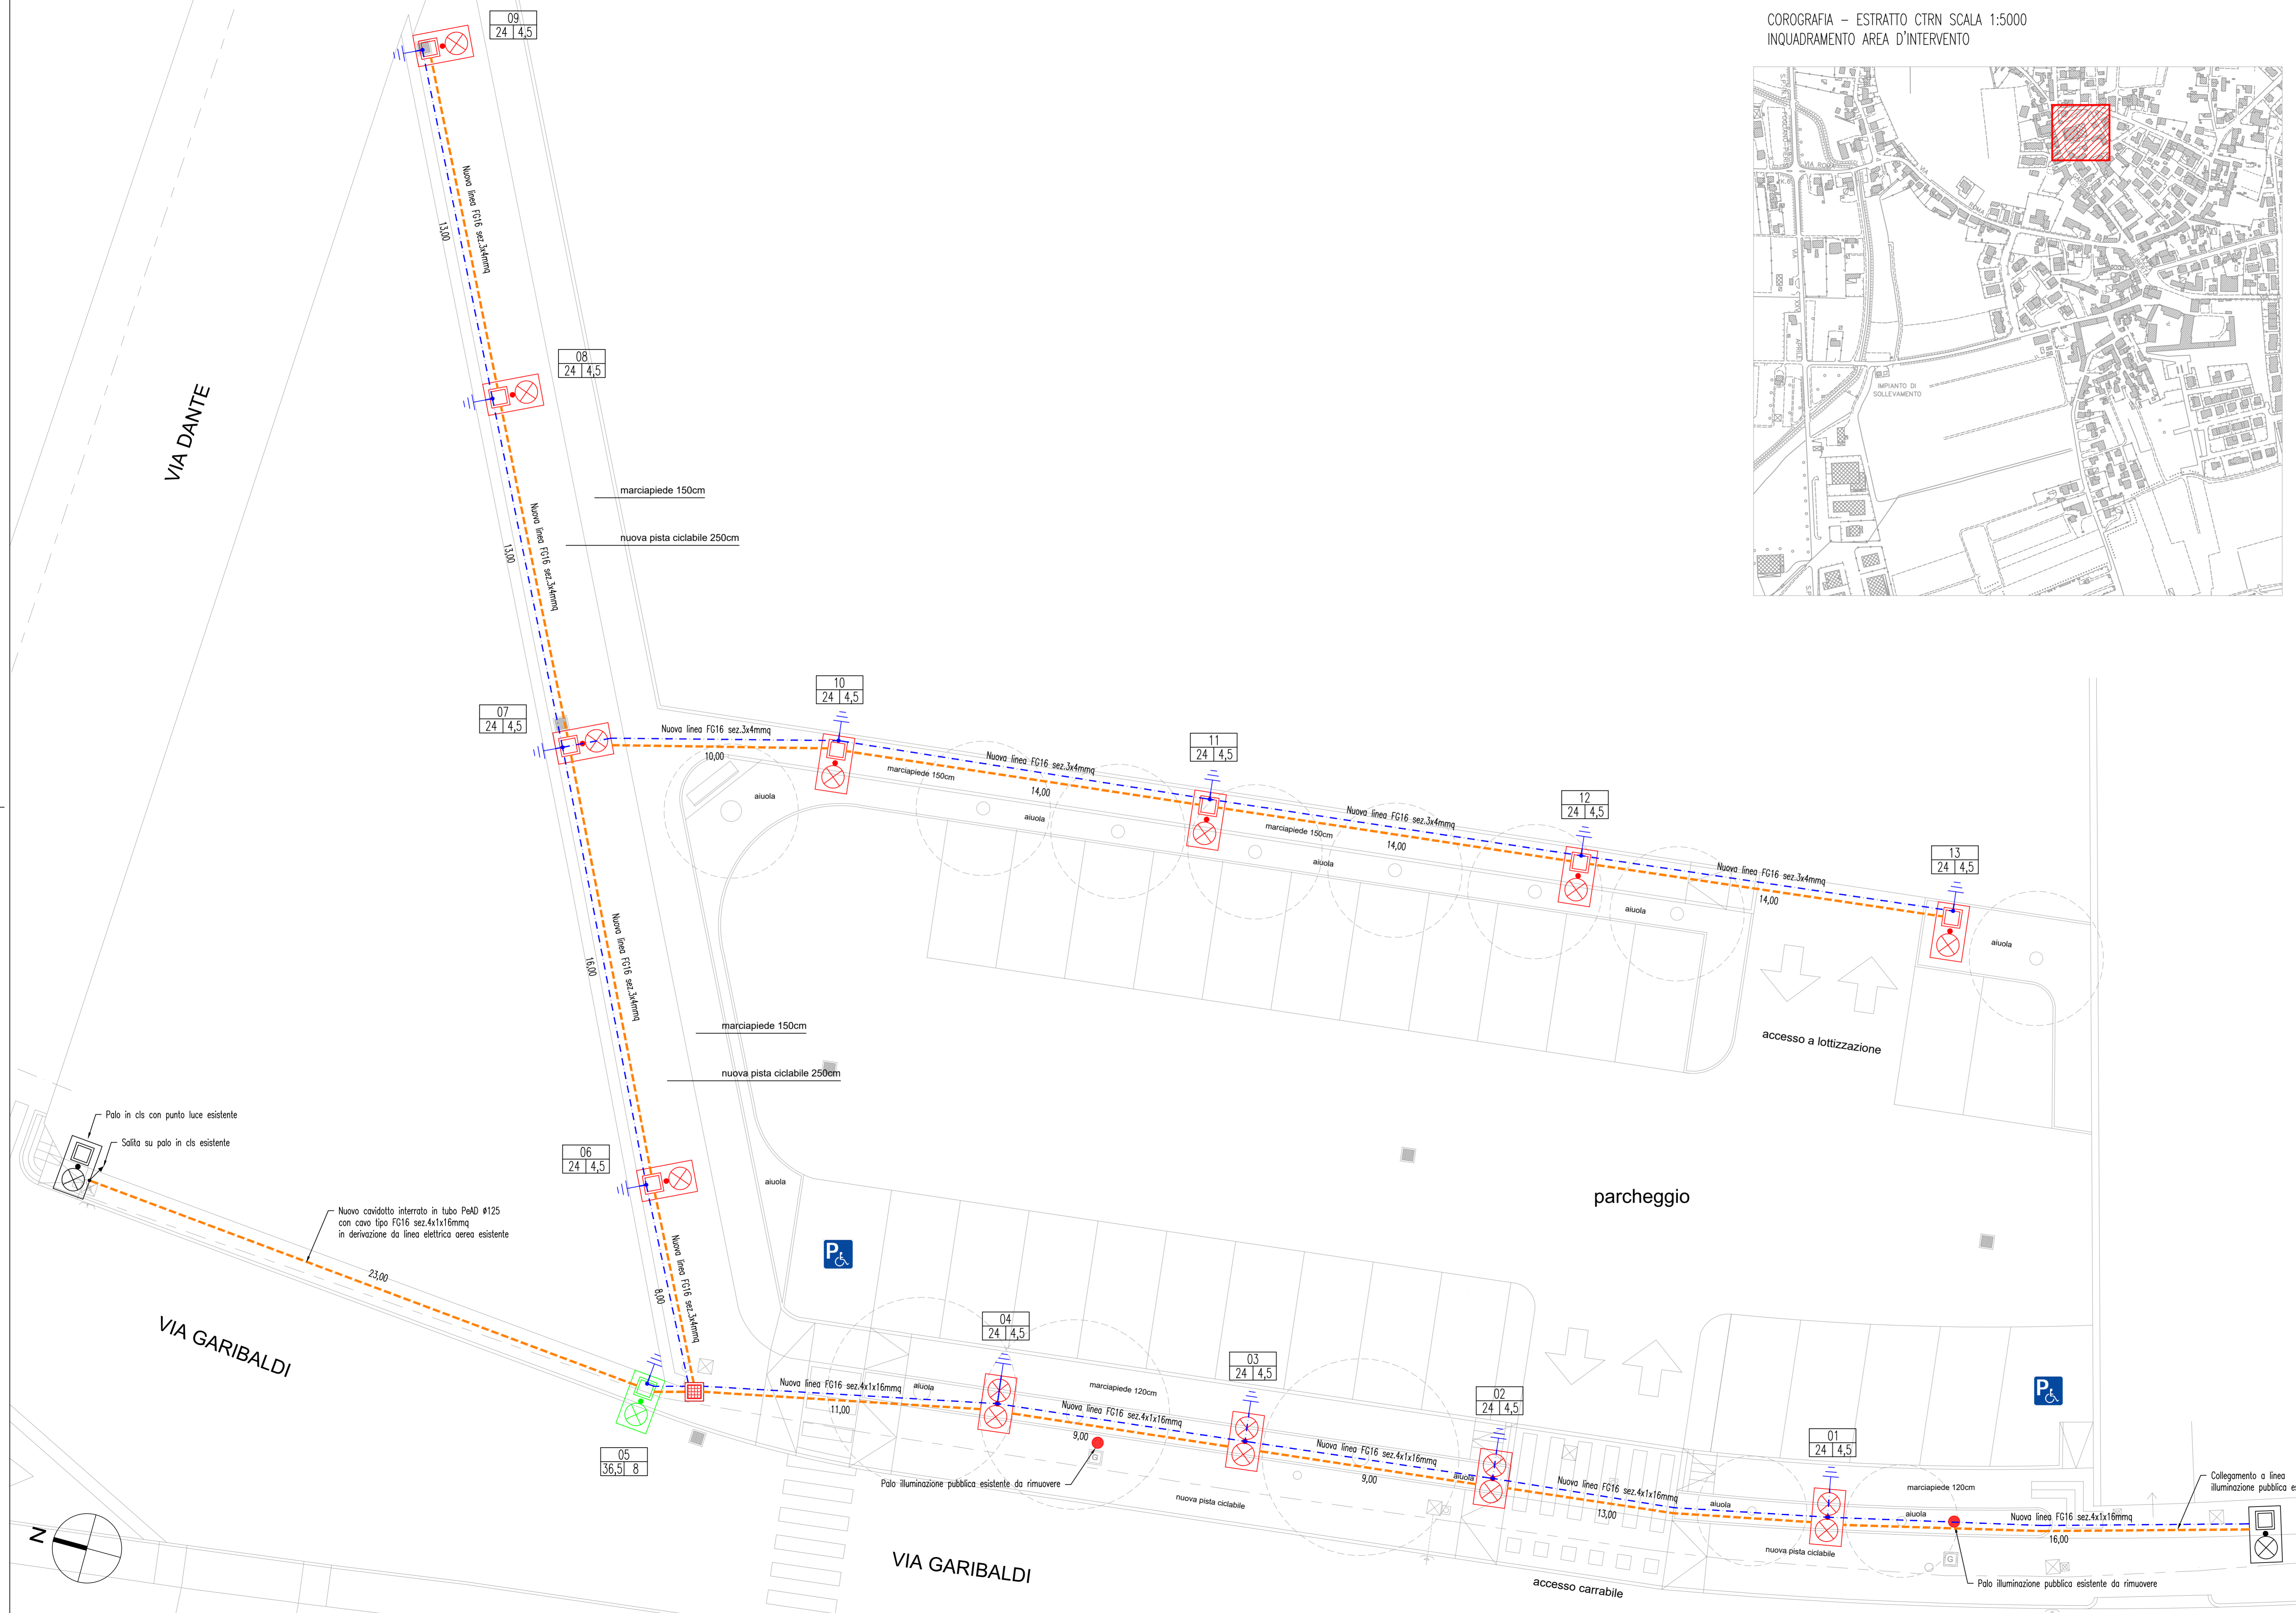 COROGRAFIA – ESTRATTO CTRN SCALA 1:5000
INQUADRAMENTO AREA D'INTERVENTO
VIA ROMA
VIA
ROMA
VIA
XXV
APRILE
IMPIANTO DI
SOLLEVAMENTO
09
24 4,5
Nuova linea FG16 sez.3x4mmq
13,00
08
24 4,5
VIA DANTE
marciapiede 150cm
Nuova linea FG16 sez.3x4mmq
13,00
nuova pista ciclabile 250cm
07
24 4,5
10
24 4,5
Nuova linea FG16 sez.3x4mmq
10,00
11
24 4,5
Nuova linea FG16 sez.3x4mmq
marciapiede 150cm
14,00
aiuola
aiuola
12
24 4,5
Nuova linea FG16 sez.3x4mmq
marciapiede 150cm
14,00
aiuola
13
24 4,5
Nuova linea FG16 sez.3x4mmq
14,00
aiuola
aiuola
Nuova linea FG16 sez.3x4mmq
16,00
marciapiede 150cm
nuova pista ciclabile 250cm
accesso a lottizzazione
Palo in cls con punto luce esistente
Salita su palo in cls esistente
06
24 4,5
aiuola
parcheggio
Nuovo cavidotto interrato in tubo PeAD ø125
con cavo tipo FG16 sez.4x1x16mmq
in derivazione da linea elettrica aerea esistente
23,00
Nuova linea FG16 sez.3x4mmq
8,00
P
VIA GARIBALDI
04
24 4,5
03
24 4,5
02
24 4,5
P
01
24 4,5
Nuova linea FG16 sez.4x1x16mmq
aiuola
11,00
marciapiede 120cm
Nuova linea FG16 sez.4x1x16mmq
9,00
G
Nuova linea FG16 sez.4x1x16mmq
9,00
aiuola
Nuova linea FG16 sez.4x1x16mmq
13,00
aiuola
marciapiede 120cm
aiuola
Nuova linea FG16 sez.4x1x16mmq
16,00
Collegamento a linea
illuminazione pubblica es
05
36,5 8
Palo illuminazione pubblica esistente da rimuovere
nuova pista ciclabile
nuova pista ciclabile
G
Palo illuminazione pubblica esistente da rimuovere
N
VIA GARIBALDI
accesso carrabile